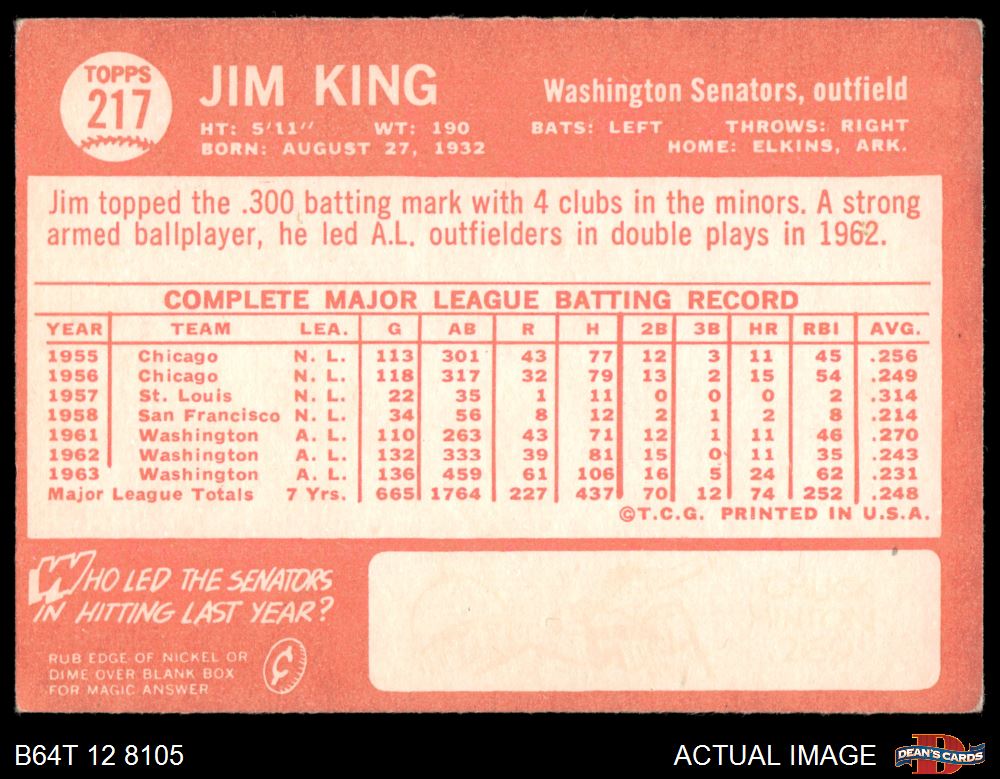 TOPPS
217
JIM KING
Washington Senators, outfield
HT: 5'11" WT: 190 BATS: LEFT THROWS: RIGHT
BORN: AUGUST 27, 1932 HOME: ELKINS, ARK.
Jim topped the .300 batting mark with 4 clubs in the minors. A strong
armed ballplayer, he led A.L. outfielders in double plays in 1962.
COMPLETE MAJOR LEAGUE BATTING RECORD
YEAR TEAM LEA. G AB R H 2B 3B HR RBI AVG.
1955 Chicago N. L. 113 301 43 77 12 3 11 45 .256
1956 Chicago N. L. 118 317 32 79 13 2 15 54 .249
1957 St. Louis N. L. 22 35 1 11 0 0 0 2 .314
1958 San Francisco N. L. 34 56 8 12 2 1 2 8 .214
1961 Washington A. L. 110 263 43 71 12 1 11 46 .270
1962 Washington A. L. 132 333 39 81 15 0 11 35 .243
1963 Washington A. L. 136 459 61 106 16 5 24 62 .231
Major League Totals 7 Yrs. 665 1764 227 437 70 12 74 252 .248
©T.C.G. PRINTED IN U.S.A.
WHO LED THE SENATORS
IN HITTING LAST YEAR?
RUB EDGE OF NICKEL OR
DIME OVER BLANK BOX
FOR MAGIC ANSWER
B64T 12 8105
ACTUAL IMAGE
DEAN'S CARDS